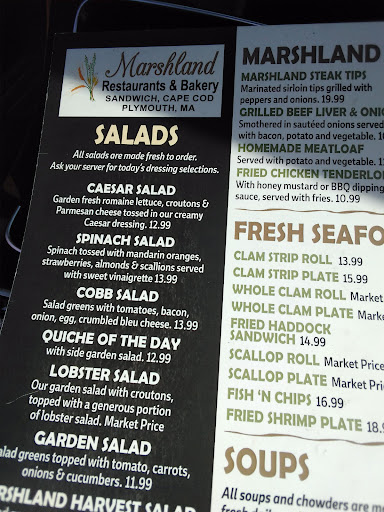 Marshland
Restaurants & Bakery
SANDWICH, CAPE COD
PLYMOUTH, MA
SALADS
All salads are made fresh to order.
Ask your server for today's dressing selections.
CAESAR SALAD
Garden fresh romaine lettuce, croutons &
Parmesan cheese tossed in our creamy
Caesar dressing. 12.99
SPINACH SALAD
Spinach tossed with mandarin oranges,
strawberries, almonds & scallions served
with sweet vinaigrette 13.99
COBB SALAD
Salad greens with tomatoes, bacon,
onion, egg, crumbled bleu cheese. 13.99
QUICHE OF THE DAY
with side garden salad. 12.99
LOBSTER SALAD
Our garden salad with croutons,
topped with a generous portion
of lobster salad. Market Price
GARDEN SALAD
alad greens topped with tomato, carrots,
onions & cucumbers. 11.99
RSHLAND HARVEST SALAD
MARSHLAND
MARSHLAND STEAK TIPS
Marinated sirloin tips grilled with
peppers and onions. 19.99
GRILLED BEEF LIVER & ONIO
Smothered in sautéed onions served
with bacon, potato and vegetable.
HOMEMADE MEATLOAF
Served with potato and vegetable.
FRIED CHICKEN TENDERLO
With honey mustard or BBQ dipping
sauce, served with fries. 10.99
FRESH SEAFO
CLAM STRIP ROLL 13.99
CLAM STRIP PLATE 15.99
WHOLE CLAM ROLL Market
WHOLE CLAM PLATE Marke
FRIED HADDOCK
SANDWICH 14.99
SCALLOP ROLL Market Price
SCALLOP PLATE Market Pri
FISH 'N CHIPS 16.99
FRIED SHRIMP PLATE 18.
SOUPS
All soups and chowders are m